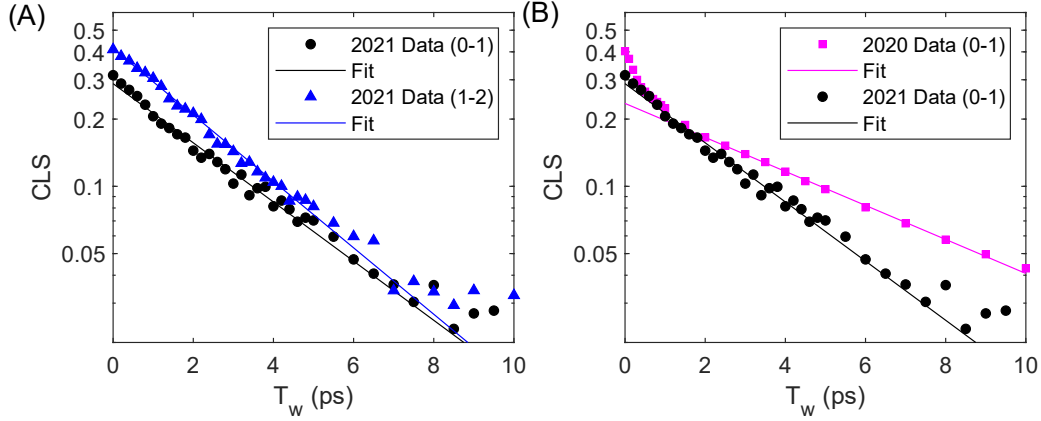 (A)
0.5
0.4
0.3
0.2
0.1
0.05
CLS
2021 Data (0-1)
Fit
2021 Data (1-2)
Fit
0 2 4 6 8 10
T_w (ps)
(B)
0.5
0.4
0.3
0.2
0.1
0.05
CLS
2020 Data (0-1)
Fit
2021 Data (0-1)
Fit
0 2 4 6 8 10
T_w (ps)